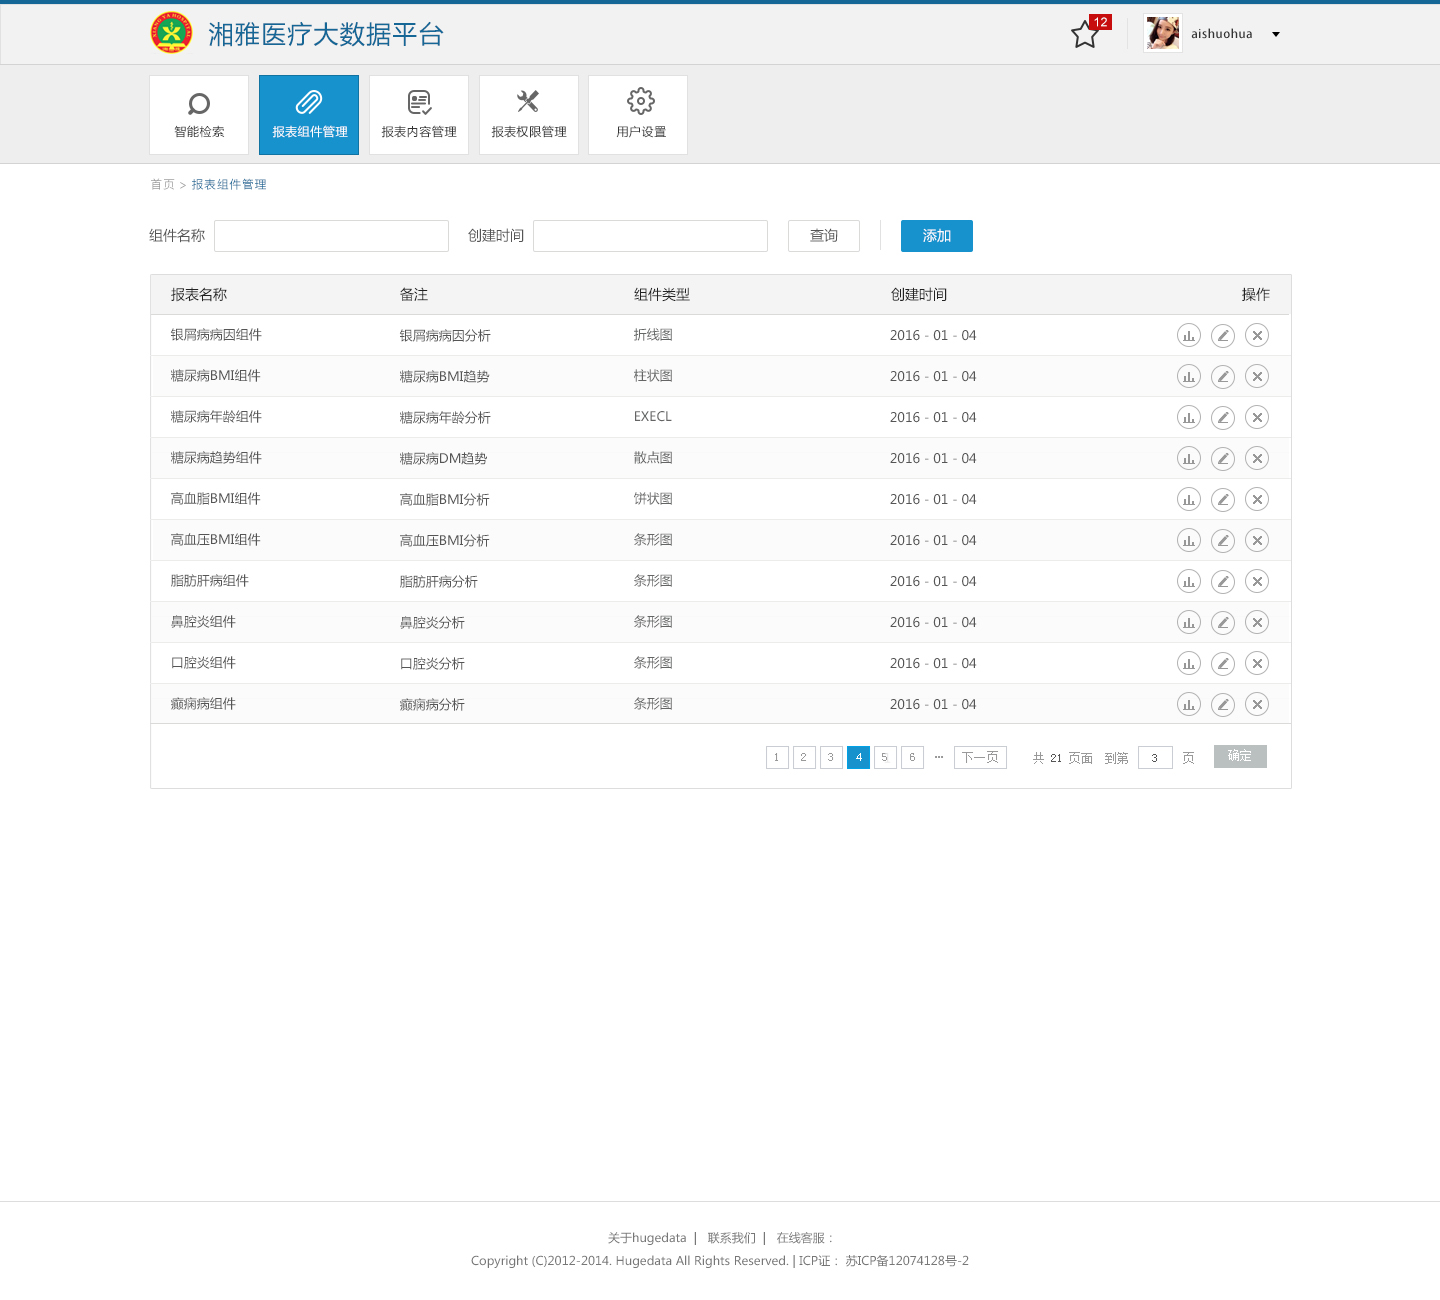 湘雅医疗大数据平台
12
aishuohua
智能检索
报表组件管理
报表内容管理
报表权限管理
用户设置
首页 > 报表组件管理
组件名称
创建时间
查询
添加
报表名称 备注 组件类型 创建时间 操作
银屑病病因组件 银屑病病因分析 折线图 2016 - 01 - 04
糖尿病BMI组件 糖尿病BMI趋势 柱状图 2016 - 01 - 04
糖尿病年龄组件 糖尿病年龄分析 EXECL 2016 - 01 - 04
糖尿病趋势组件 糖尿病DM趋势 散点图 2016 - 01 - 04
高血脂BMI组件 高血脂BMI分析 饼状图 2016 - 01 - 04
高血压BMI组件 高血压BMI分析 条形图 2016 - 01 - 04
脂肪肝病组件 脂肪肝病分析 条形图 2016 - 01 - 04
鼻腔炎组件 鼻腔炎分析 条形图 2016 - 01 - 04
口腔炎组件 口腔炎分析 条形图 2016 - 01 - 04
癫痫病组件 癫痫病分析 条形图 2016 - 01 - 04
1 2 3 4 5 6 ··· 下一页 共 21 页面 到第 3 页 确定
关于hugedata | 联系我们 | 在线客服：
Copyright (C)2012-2014. Hugedata All Rights Reserved. | ICP证： 苏ICP备12074128号-2